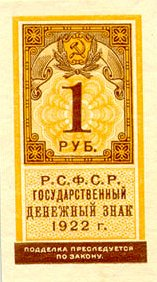 1
РУБ.
Р.С.Ф.С.Р.
ГОСУДАРСТВЕННЫЙ
ДЕНЕЖНЫЙ ЗНАК
1922 г.
ПОДДЕЛКА ПРЕСЛЕДУЕТСЯ
ПО ЗАКОНУ.